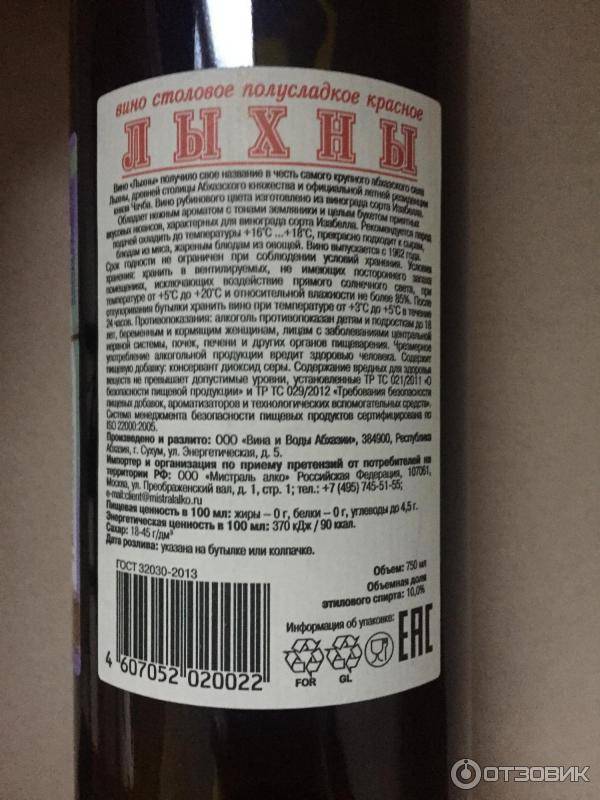 вино столовое полусладкое красное
ЛЫХНЫ
Вино «Лыхны» получило свое название в честь самого крупного абхазского села
Лыхны, древней столицы Абхазского княжества и официальной летней резиденции
князя Чачба. Вино рубинового цвета изготовлено из винограда сорта Изабелла.
Обладает нежным ароматом с тонами земляники и целым букетом приятных
вкусовых нюансов, характерных для винограда сорта Изабелла. Рекомендуется перед
подачей охладить до температуры +16°С ...+18°С, прекрасно подходит к сырам,
блюдам из мяса, жареным блюдам из овощей. Вино выпускается с 1962 года.
Срок годности не ограничен при соблюдении условий хранения. Условия
хранения: хранить в вентилируемых, не имеющих постороннего запаха
помещениях, исключающих воздействие прямого солнечного света, при
температуре от +5°С до +20°С и относительной влажности не более 85%. После
откупоривания бутылки хранить вино при температуре от +3°С до +5°С в течение
24 часов. Противопоказания: алкоголь противопоказан детям и подросткам до 18
лет, беременным и кормящим женщинам, лицам с заболеваниями центральной
нервной системы, почек, печени и других органов пищеварения. Чрезмерное
употребление алкогольной продукции вредит здоровью человека. Содержит
пищевую добавку: консервант диоксид серы. Содержание вредных для здоровья
веществ не превышает допустимые уровни, установленные ТР ТС 021/2011 «О
безопасности пищевой продукции» и ТР ТС 029/2012 «Требования безопасности
пищевых добавок, ароматизаторов и технологических вспомогательных средств».
Система менеджмента безопасности пищевых продуктов сертифицирована по
ISO 22000:2005.
Произведено и разлито: ООО «Вина и Воды Абхазии», 384900, Республика
Абхазия, г. Сухум, ул. Энергетическая, д. 5.
Импортер и организация по приему претензий от потребителей на
территории РФ: ООО «Мистраль алко» Российская Федерация, 107061,
Москва, ул. Преображенский вал, д. 1, стр. 1; тел.: +7 (495) 745-51-55;
e-mail:client@mistralalko.ru
Пищевая ценность в 100 мл: жиры – 0 г, белки – 0 г, углеводы до 4,5 г.
Энергетическая ценность в 100 мл: 370 кДж / 90 ккал.
Сахар: 18-45 г/дм³
Дата розлива: указана на бутылке или колпачке.
ГОСТ 32030-2013
Объем: 750 мл
Объемная доля
этилового спирта: 10,0%
Информация об упаковке:
FOR GL
EAC
4 607052 020022
ОТЗОВИК